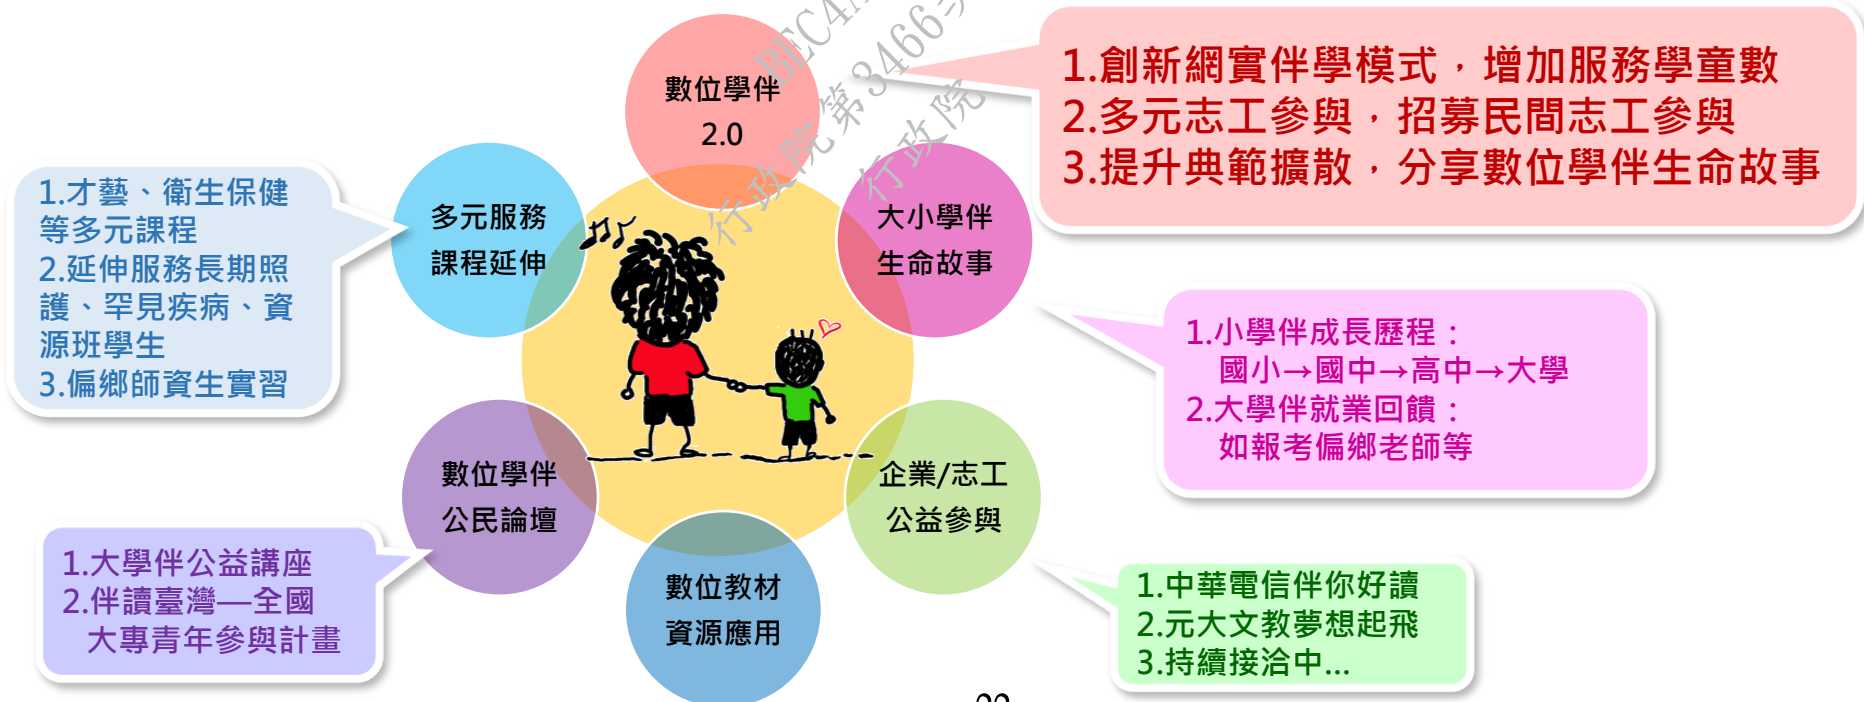 數位學伴
2.0
1.創新網實伴學模式，增加服務學童數
2.多元志工參與，招募民間志工參與
3.提升典範擴散，分享數位學伴生命故事
1.才藝、衛生保健
等多元課程
2.延伸服務長期照
護、罕見疾病、資
源班學生
3.偏鄉師資生實習
多元服務
課程延伸
大小學伴
生命故事
1.小學伴成長歷程：
國小→國中→高中→大學
2.大學伴就業回饋：
如報考偏鄉老師等
數位學伴
公民論壇
企業/志工
公益參與
1.大學伴公益講座
2.伴讀臺灣—全國
大專青年參與計畫
數位教材
資源應用
1.中華電信伴你好讀
2.元大文教夢想起飛
3.持續接洽中...
行政院第3466
行政院